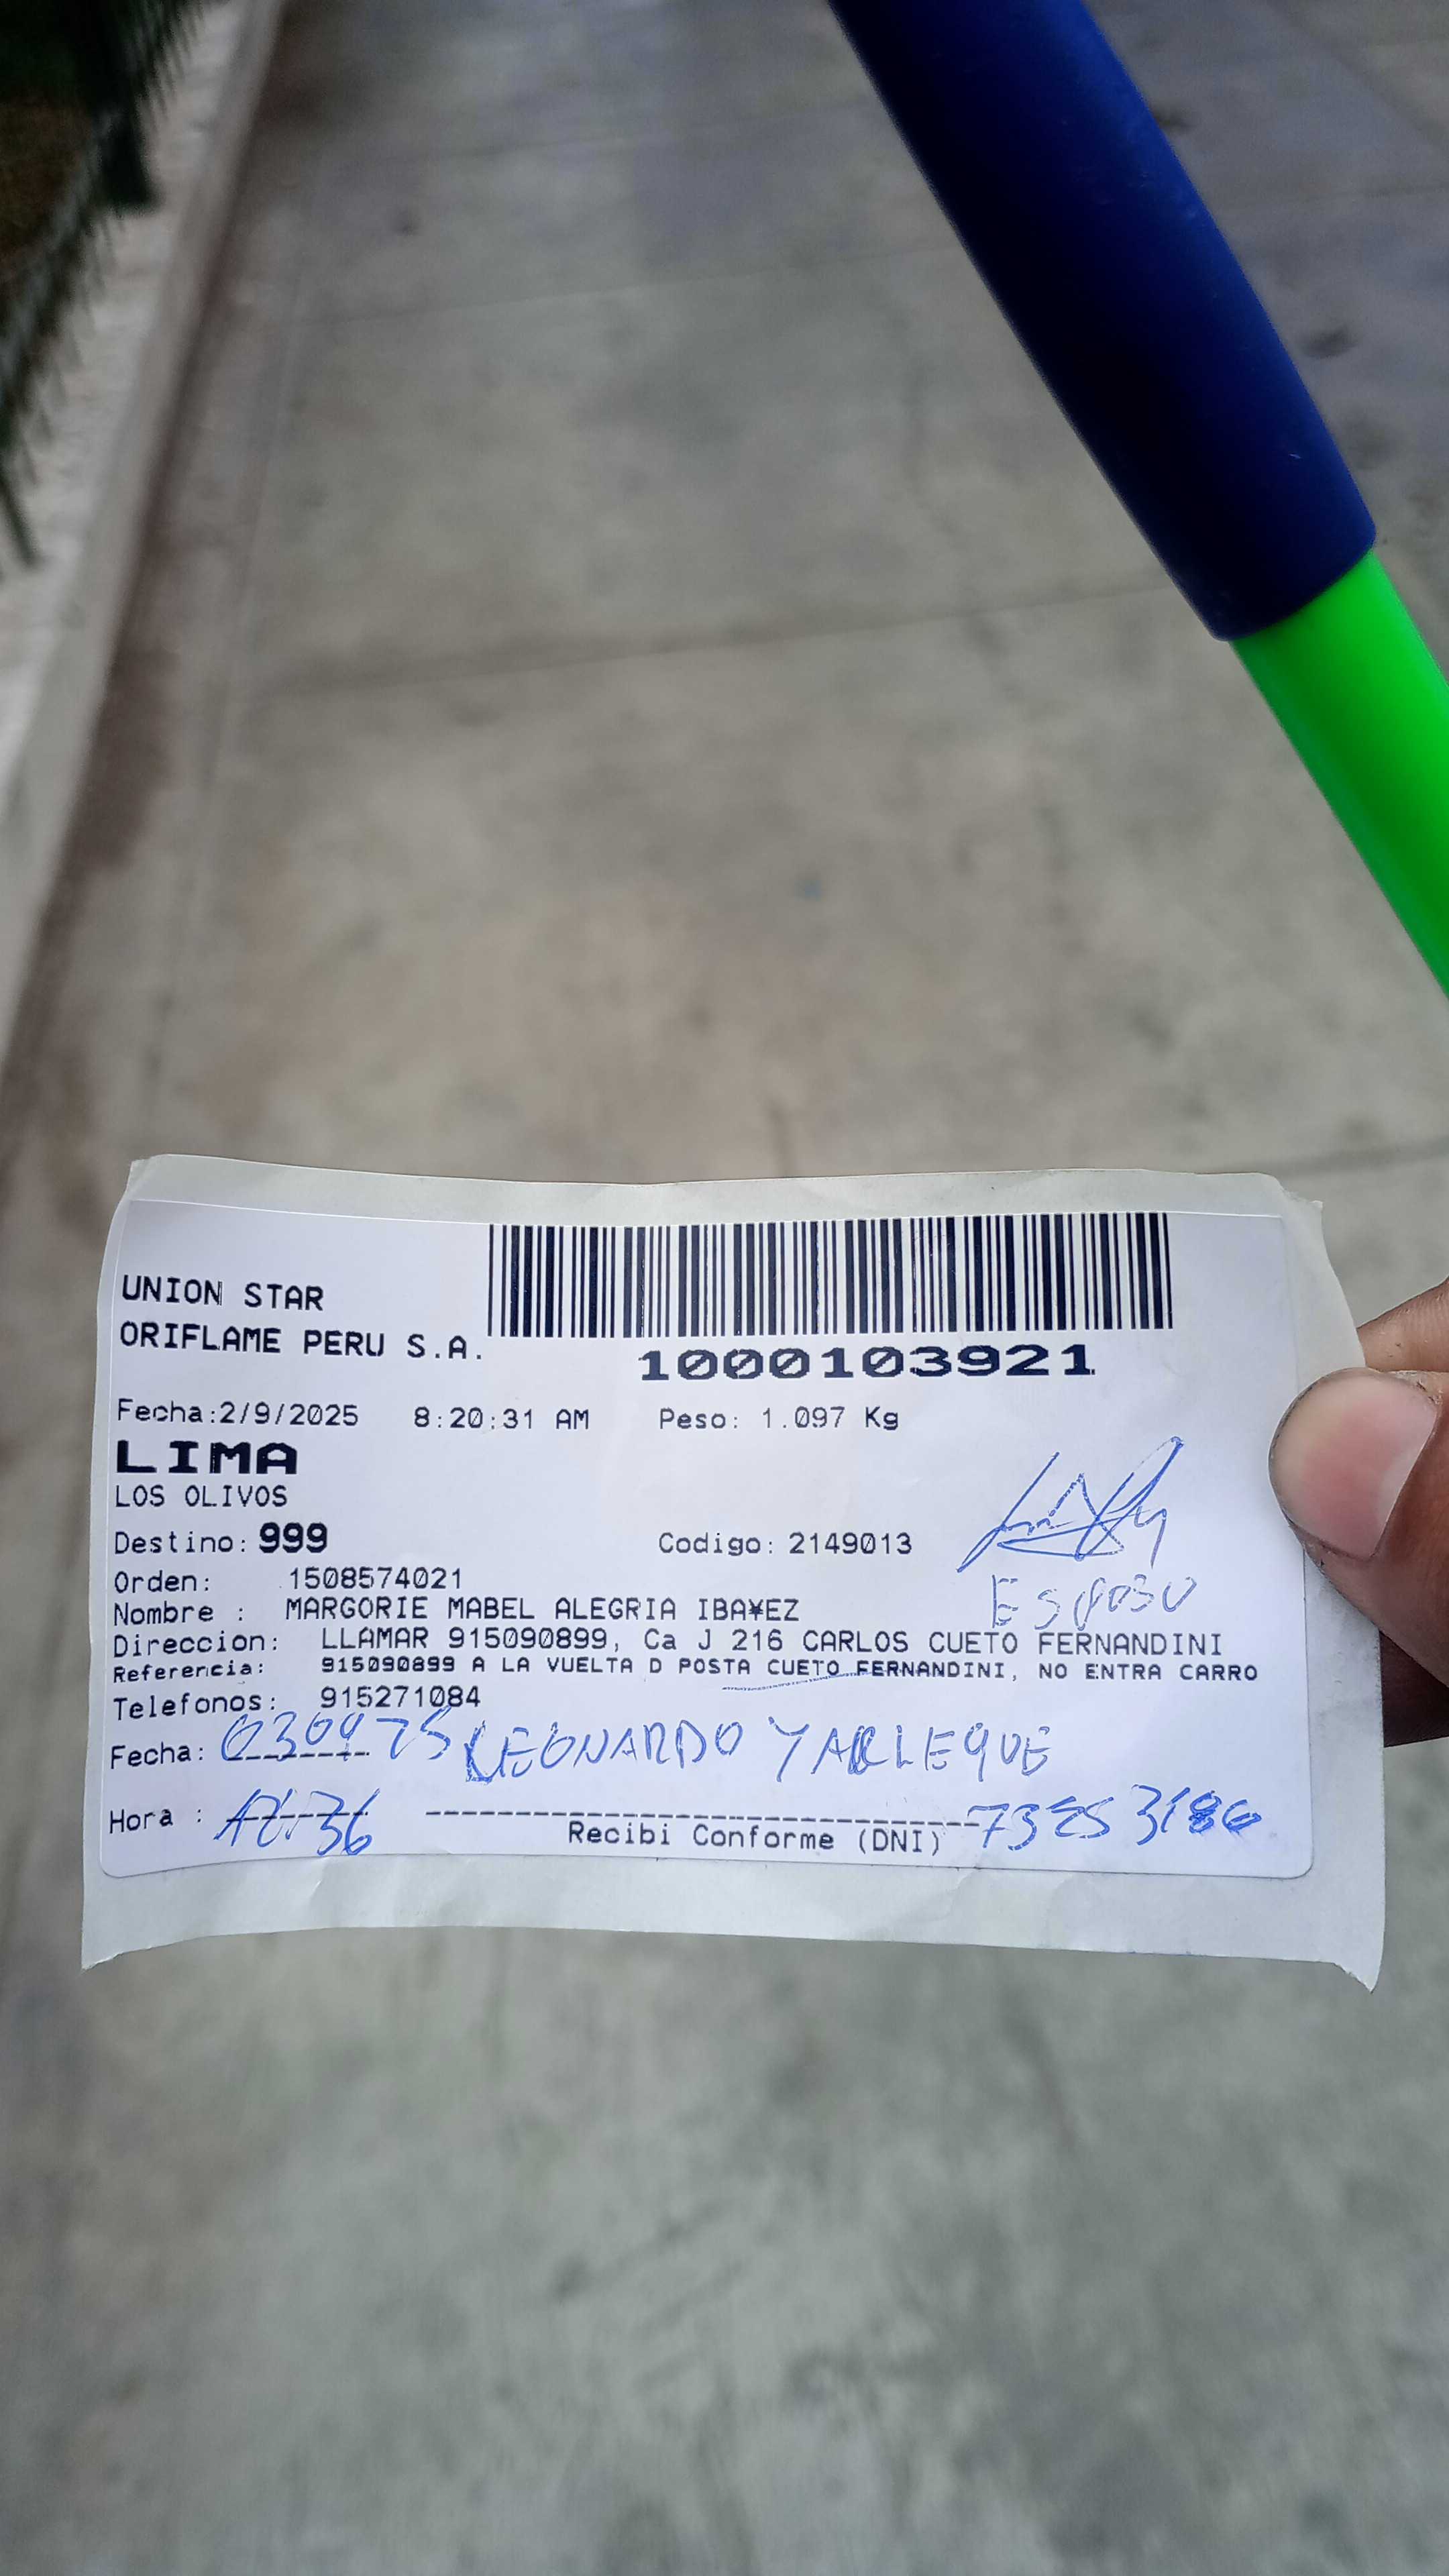 UNION STAR
ORIFLAME PERU S.A.
1000103921
Fecha:2/9/2025 8:20:31 AM Peso: 1.097 Kg
LIMA
LOS OLIVOS
Destino: 999 Codigo: 2149013
Orden: 1508574021
Esposo
Nombre : MARGORIE MABEL ALEGRIA IBA¥EZ
Direccion: LLAMAR 915090899, Ca J 216 CARLOS CUETO FERNANDINI
Referencia: 915090899 A LA VUELTA D POSTA CUETO FERNANDINI, NO ENTRA CARRO
Telefonos: 915271084
Fecha: LEONARDO YARLEQUE
Hora :
Recibi Conforme (DNI)